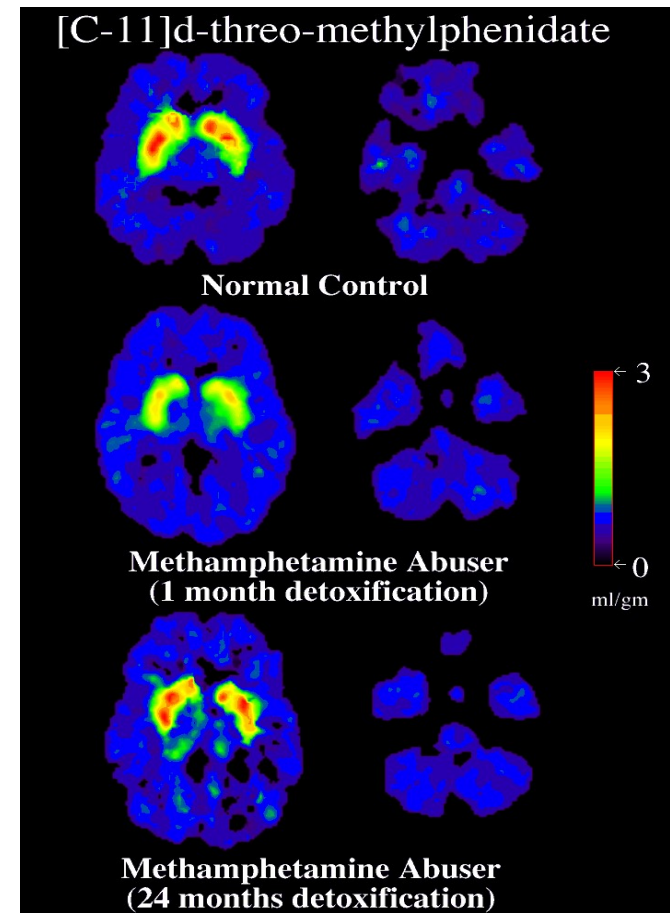 [C-11]d-threo-methylphenidate
Normal Control
3
0
ml/gm
Methamphetamine Abuser
(1 month detoxification)
Methamphetamine Abuser
(24 months detoxification)